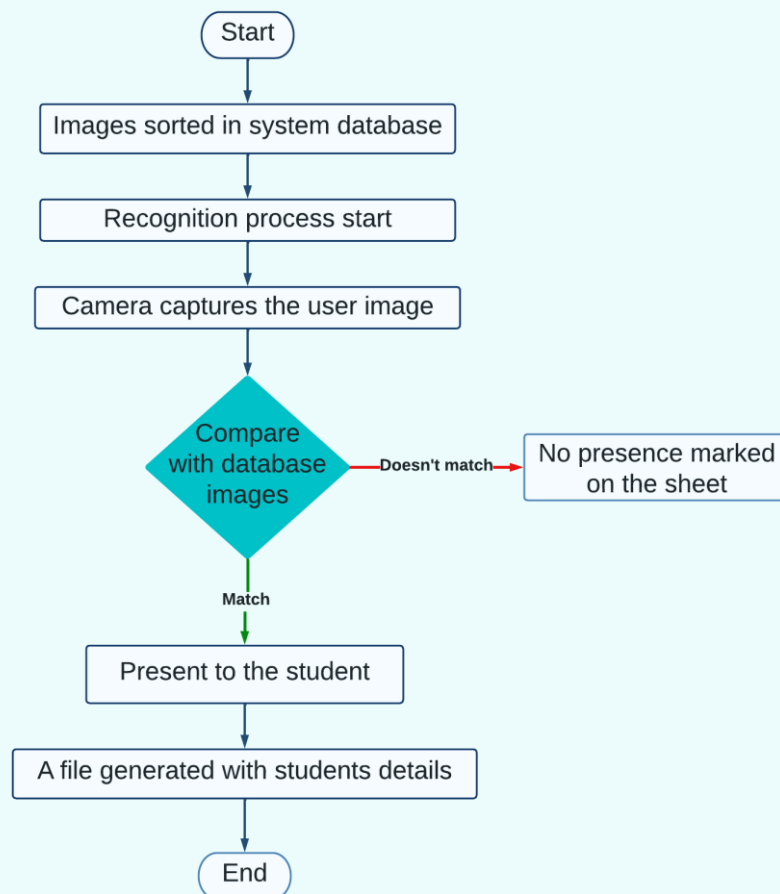 Start
Images sorted in system database
Recognition process start
Camera captures the user image
Compare
with database
images
Doesn't match
No presence marked
on the sheet
Match
Present to the student
A file generated with students details
End